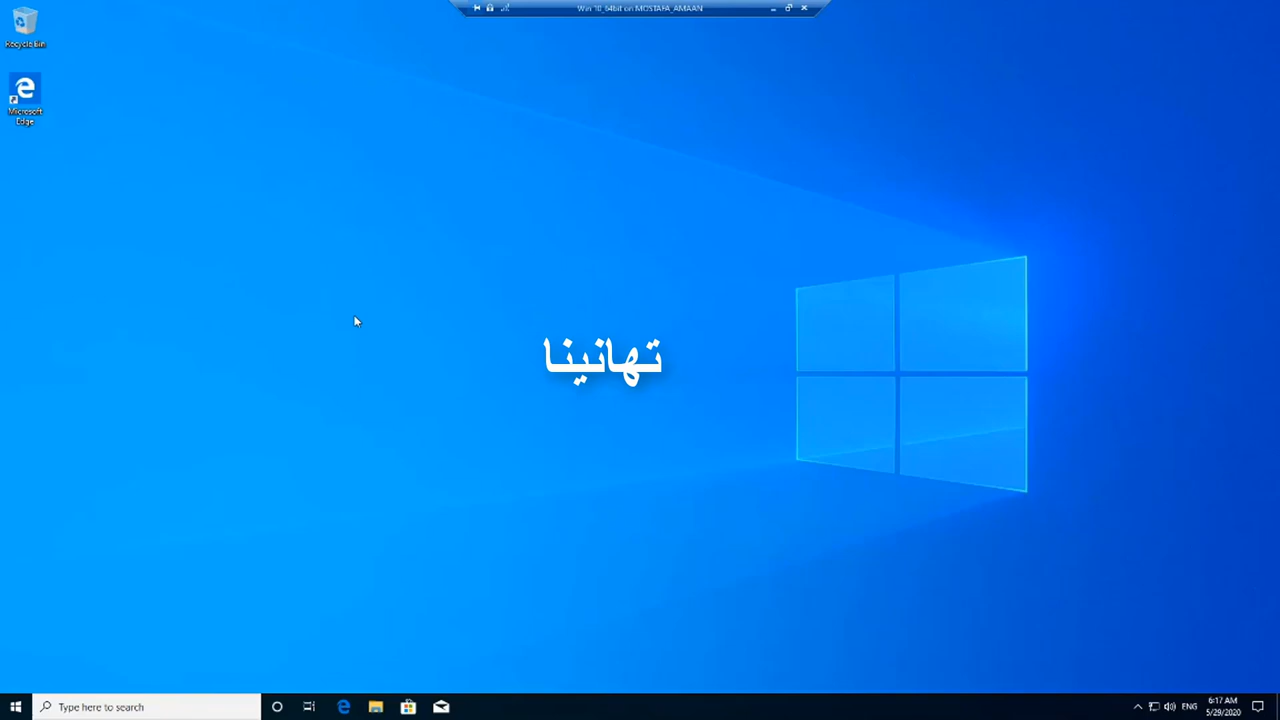 Win 10_64bit on MOSTAFA_AMAAN
Recycle Bin
Microsoft
Edge
تهانينا
Type here to search
ENG
6:17 AM
5/29/2020